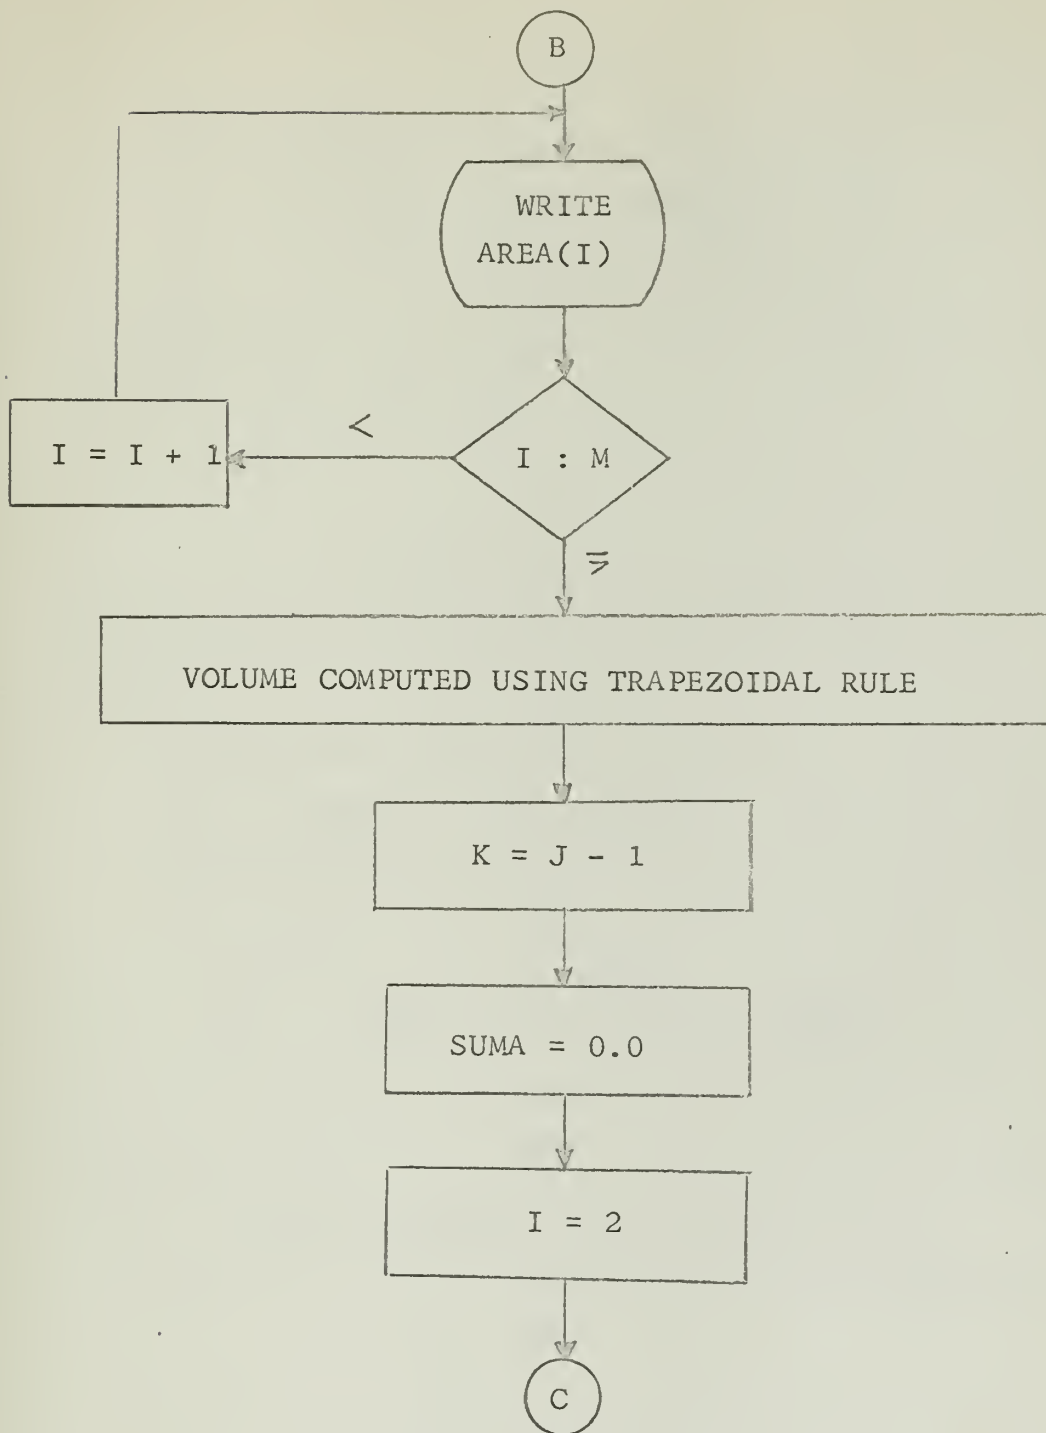 B
WRITE
AREA(I)
<
I = I + 1
I : M
≥
VOLUME COMPUTED USING TRAPEZOIDAL RULE
K = J - 1
SUMA = 0.0
I = 2
C